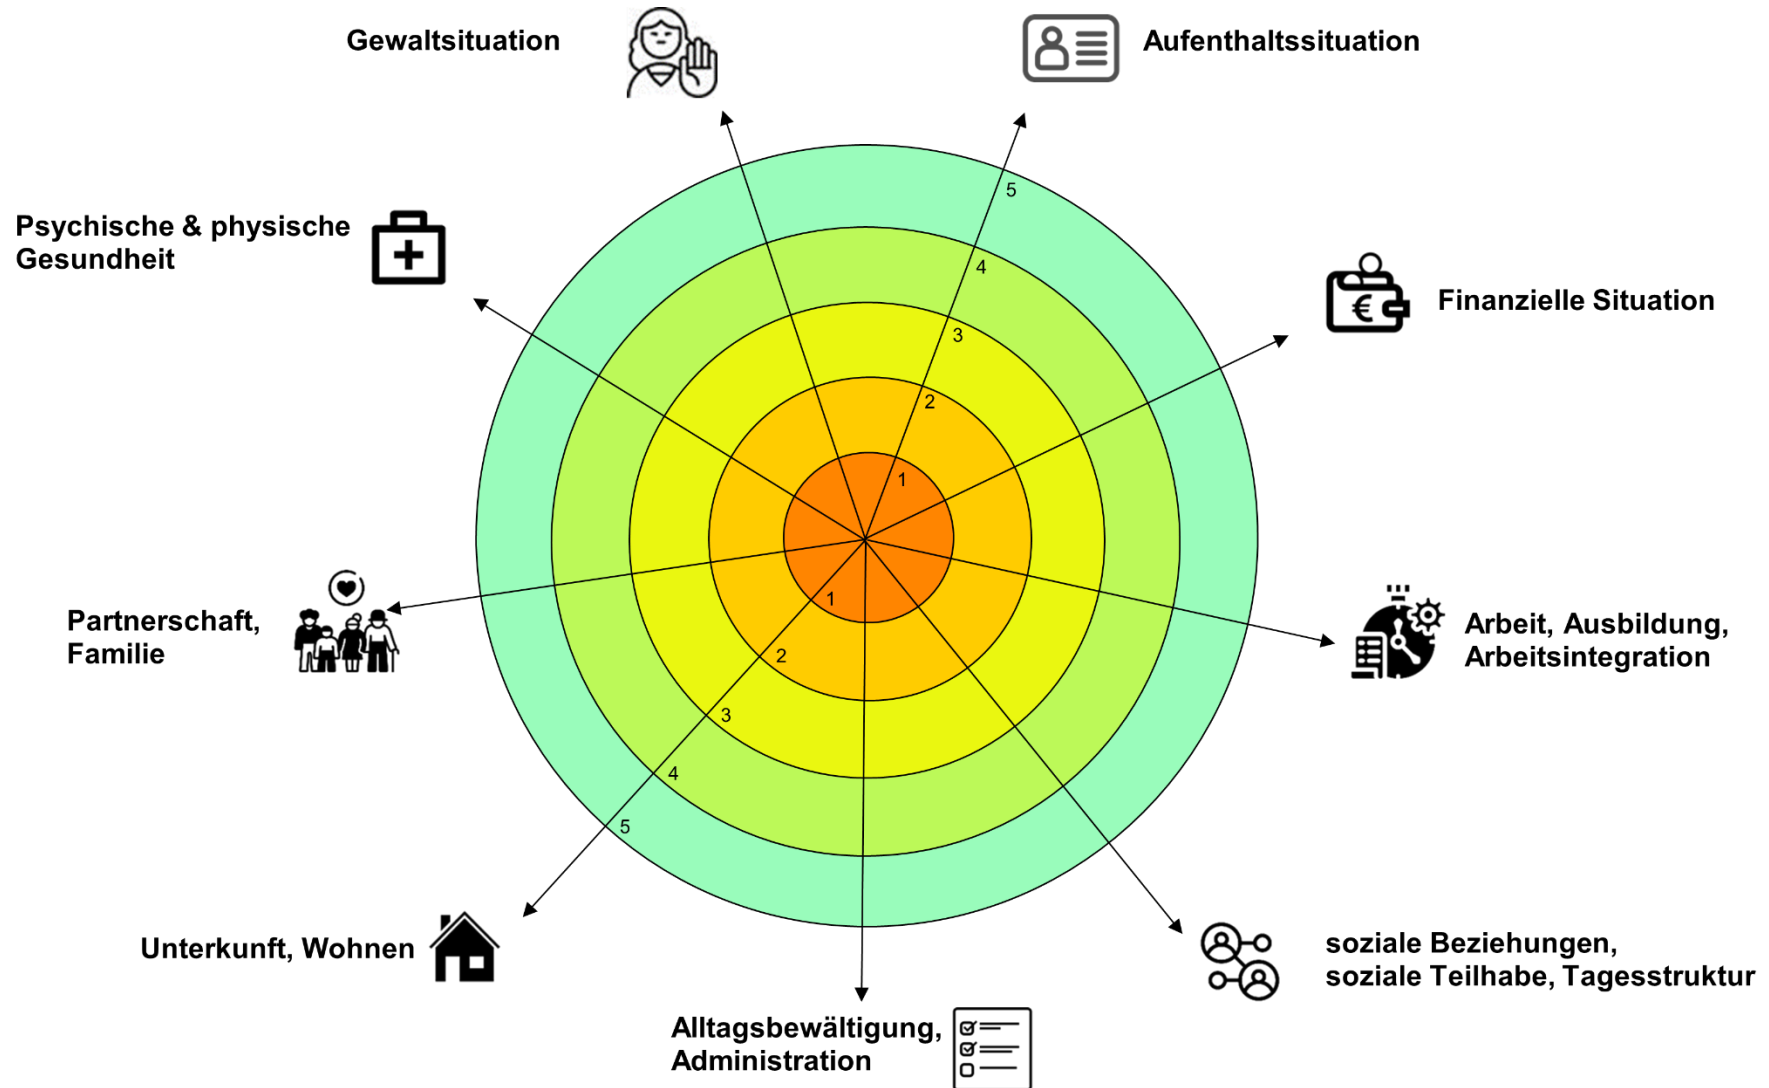 Gewaltsituation
Aufenthaltssituation
Psychische & physische
Gesundheit
€
Finanzielle Situation
5
4
3
2
1
1
2
3
4
5
Partnerschaft,
Familie
Arbeit, Ausbildung,
Arbeitsintegration
Unterkunft, Wohnen
soziale Beziehungen,
soziale Teilhabe, Tagesstruktur
Alltagsbewältigung,
Administration